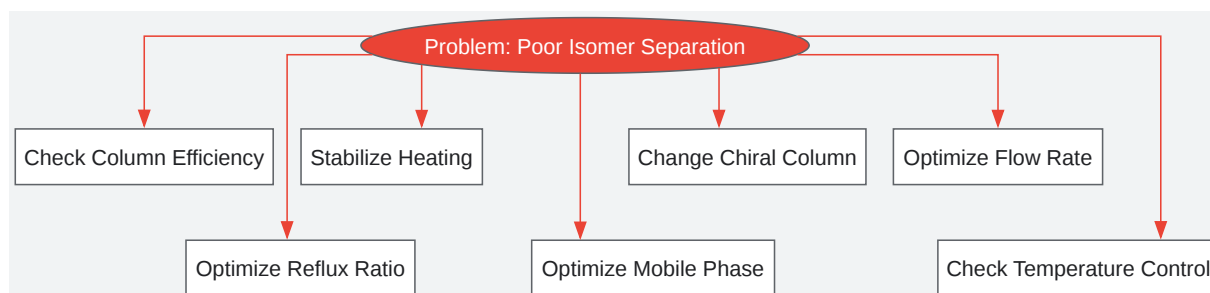 Problem: Poor Isomer Separation
Check Column Efficiency
Stabilize Heating
Change Chiral Column
Optimize Flow Rate
Optimize Reflux Ratio
Optimize Mobile Phase
Check Temperature Control